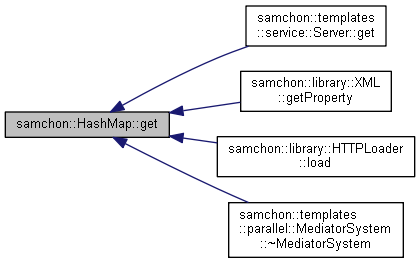 samchon::templates
::service::Server::get
samchon::library::XML
::getProperty
samchon::HashMap::get
samchon::library::HTTPLoader
::load
samchon::templates
::parallel::MediatorSystem
::~MediatorSystem